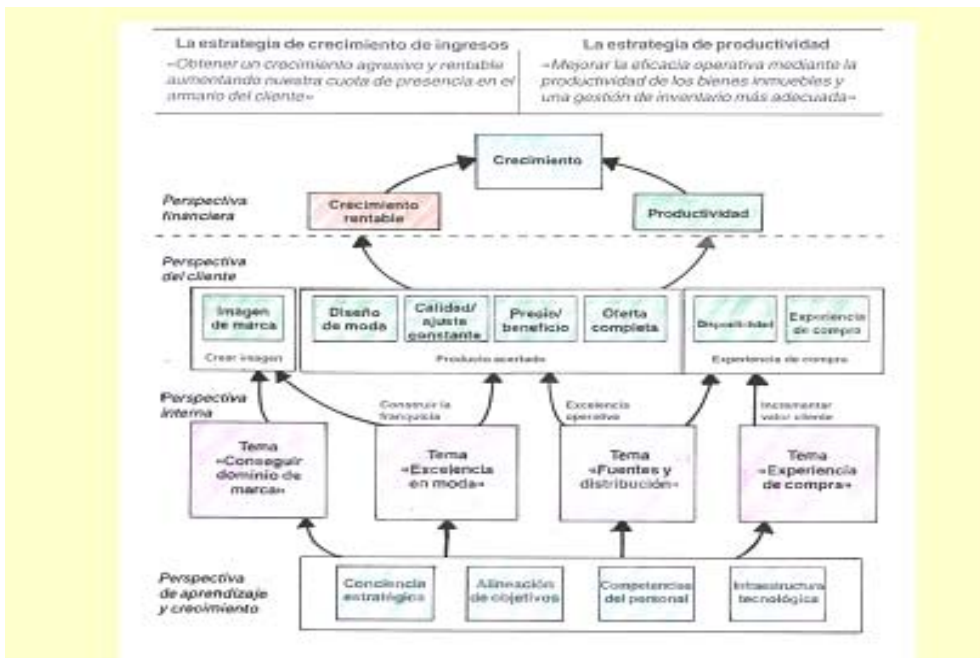 La estrategia de crecimiento de ingresos
«Obtener un crecimiento agresivo y rentable
aumentando nuestra cuota de presencia en el
armario del cliente»
La estrategia de productividad
«Mejorar la eficacia operativa mediante la
productividad de los bienes inmuebles y
una gestión de inventario más adecuada»
Crecimiento
Perspectiva
financiera
Crecimiento
rentable
Productividad
Perspectiva
del cliente
Imagen
de marca
Crear imagen
Diseño
de moda
Calidad/
ajuste
constante
Precio/
beneficio
Oferta
completa
Producto acertado
Disponibilidad
Experiencia
de compra
Experiencia de compra
Perspectiva
interna
Construir la
franquicia
Excelencia
operativa
Incrementar
valor cliente
Tema
«Conseguir
dominio de
marca»
Tema
«Excelencia
en moda»
Tema
«Fuentes y
distribución»
Tema
«Experiencia
de compra»
Perspectiva
de aprendizaje
y crecimiento
Conciencia
estratégica
Alineación
de objetivos
Competencias
del personal
Infraestructura
tecnológica